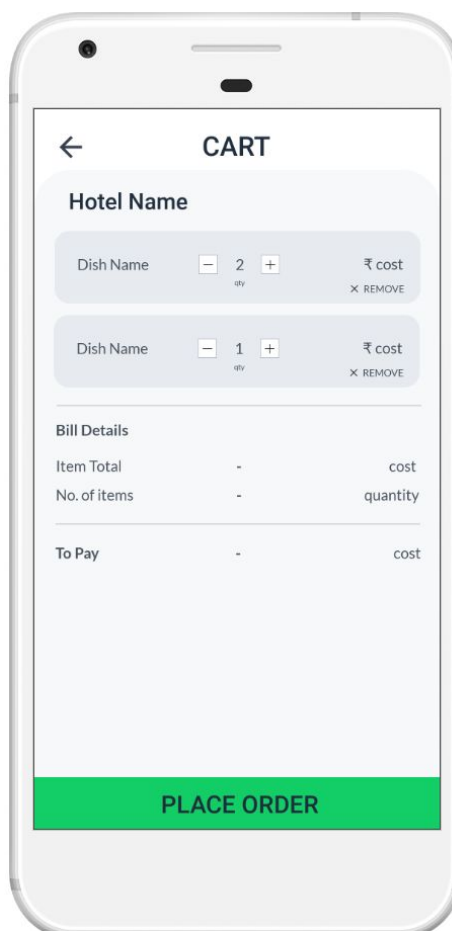 CART
Hotel Name
Dish Name − 2 + ₹ cost
qty
× REMOVE
Dish Name − 1 + ₹ cost
qty
× REMOVE
Bill Details
Item Total - cost
No. of items - quantity
To Pay - cost
PLACE ORDER